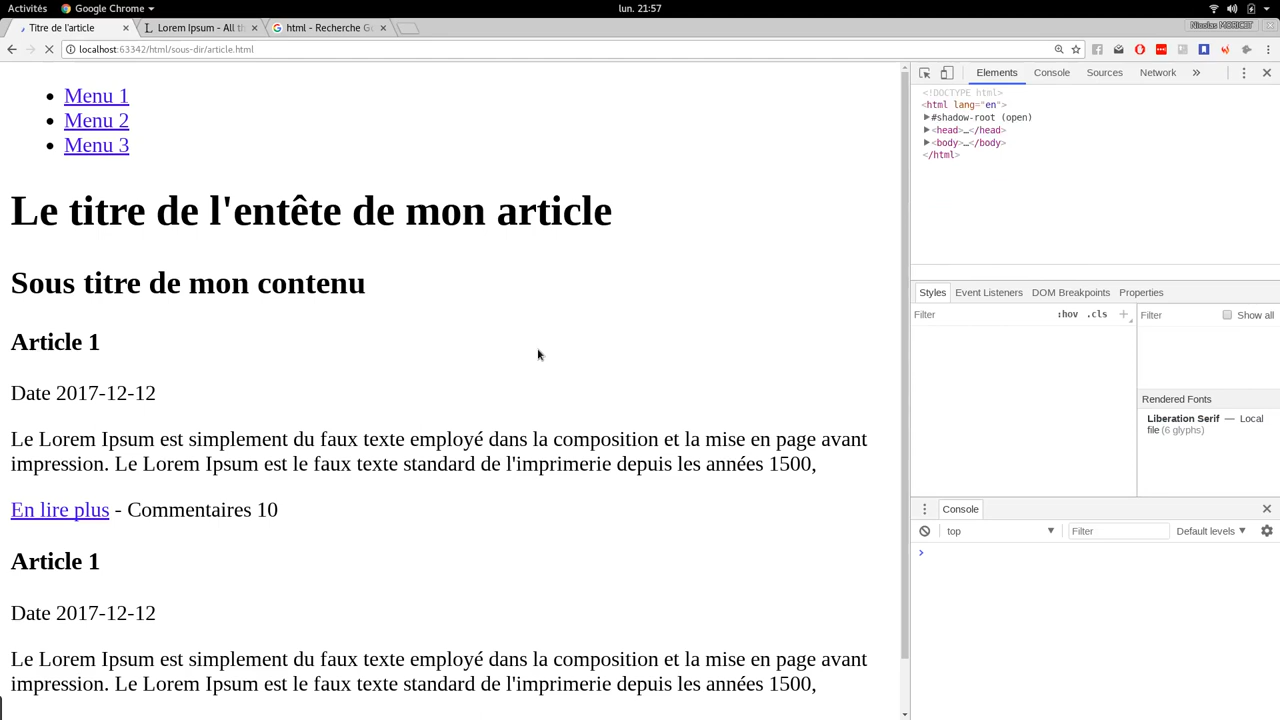 Activités Google Chrome lun. 21:57
Titre de l'article Lorem Ipsum - All th html - Recherche Go
localhost:63342/html/sous-dir/article.html
Menu 1
Menu 2
Menu 3
Le titre de l'entête de mon article
Sous titre de mon contenu
Article 1
Date 2017-12-12
Le Lorem Ipsum est simplement du faux texte employé dans la composition et la mise en page avant
impression. Le Lorem Ipsum est le faux texte standard de l'imprimerie depuis les années 1500,
En lire plus - Commentaires 10
Article 1
Date 2017-12-12
Le Lorem Ipsum est simplement du faux texte employé dans la composition et la mise en page avant
impression. Le Lorem Ipsum est le faux texte standard de l'imprimerie depuis les années 1500,
Elements Console Sources Network »
<!DOCTYPE html>
<html lang="en">
#shadow-root (open)
<head>…</head>
<body>…</body>
</html>
Styles Event Listeners DOM Breakpoints Properties
Filter :hov .cls + Filter Show all
Rendered Fonts
Liberation Serif — Local
file (6 glyphs)
Console
top Filter Default levels